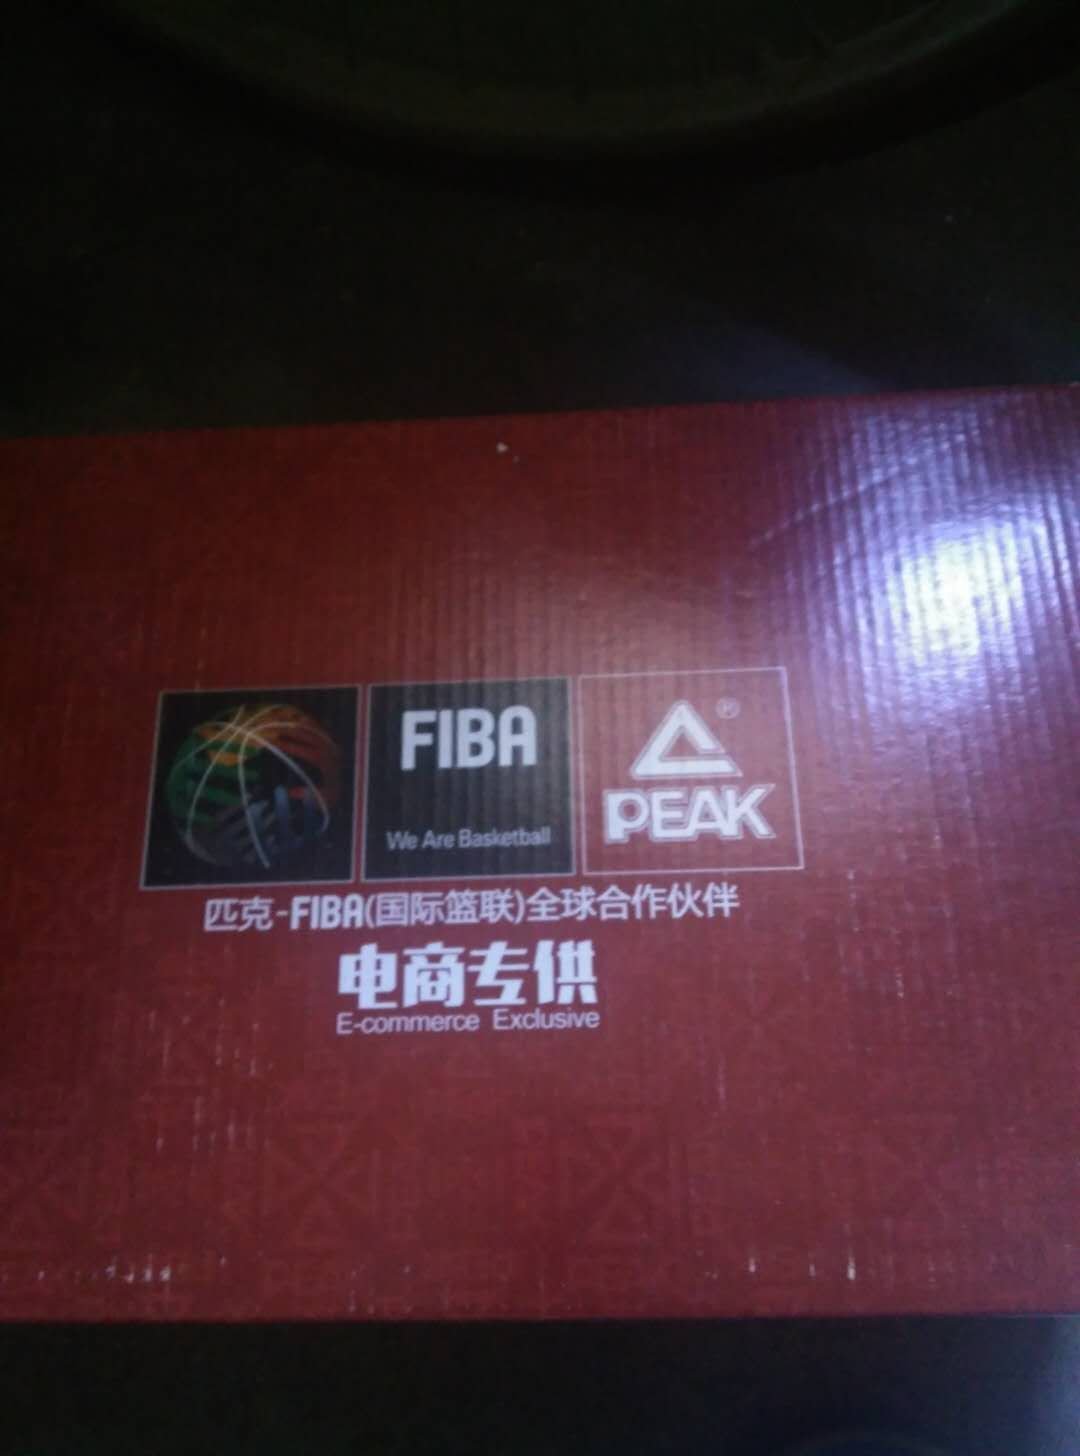 FIBA
We Are Basketball
®
PEAK
匹克-FIBA(国际篮联)全球合作伙伴
电商专供
E-commerce Exclusive